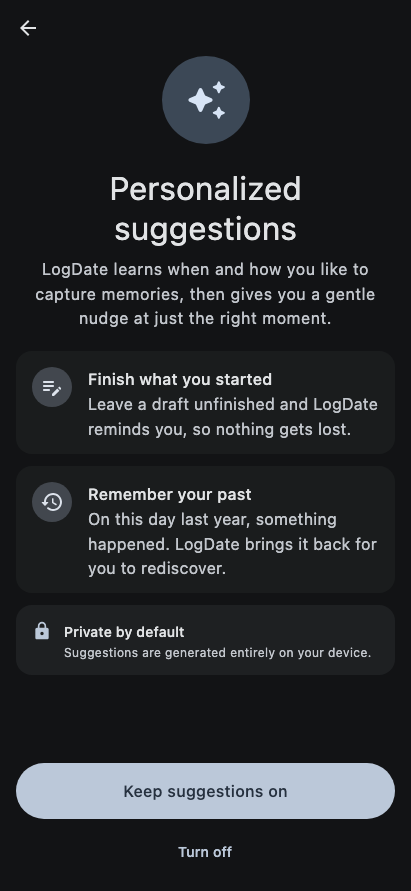 Personalized
suggestions
LogDate learns when and how you like to
capture memories, then gives you a gentle
nudge at just the right moment.
Finish what you started
Leave a draft unfinished and LogDate
reminds you, so nothing gets lost.
Remember your past
On this day last year, something
happened. LogDate brings it back for
you to rediscover.
Private by default
Suggestions are generated entirely on your device.
Keep suggestions on
Turn off